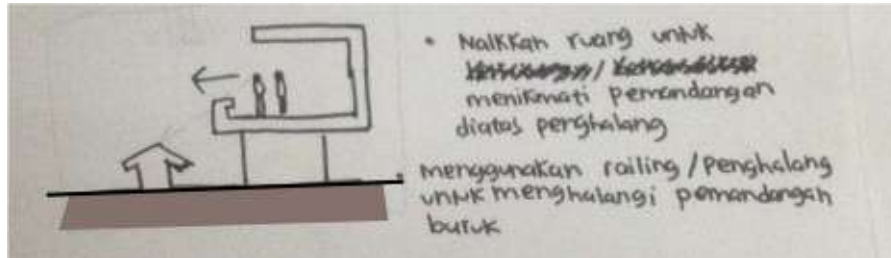 • Naikkan ruang untuk
menikmati pemandangan
diatas penghalang
menggunakan railing/penghalang
untuk menghalangi pemandangan
buruk